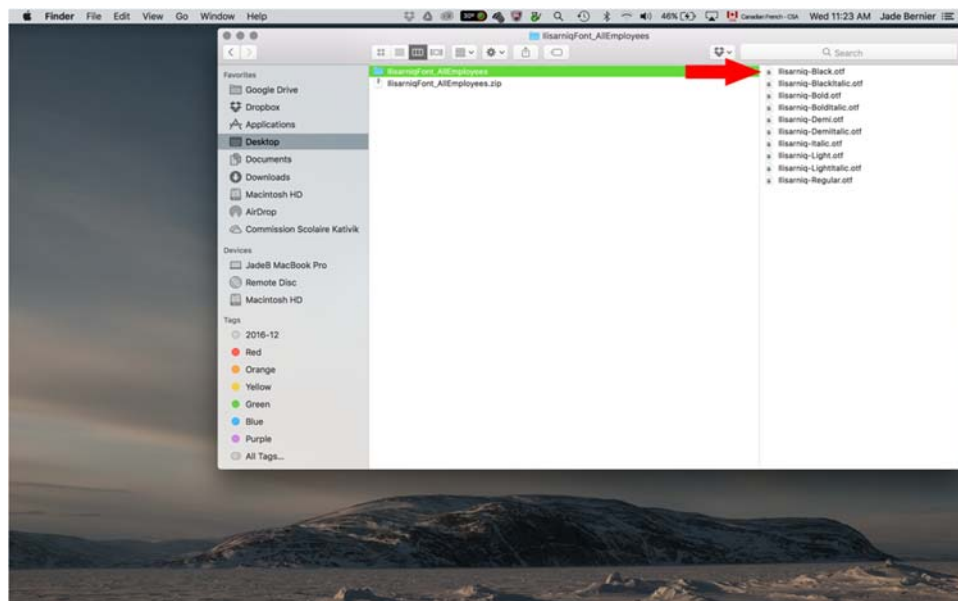 Finder File Edit View Go Window Help 46% Canadian French - CSA Wed 11:23 AM Jade Bernier
IlisarniqFont_AllEmployees
Search
Favorites
Google Drive
Dropbox
Applications
Desktop
Documents
Downloads
Macintosh HD
AirDrop
Commission Scolaire Kativik
Devices
JadeB MacBook Pro
Remote Disc
Macintosh HD
Tags
2016-12
Red
Orange
Yellow
Green
Blue
Purple
All Tags...
IlisarniqFont_AllEmployees
IlisarniqFont_AllEmployees.zip
Ilisarniq-Black.otf
Ilisarniq-BlackItalic.otf
Ilisarniq-Bold.otf
Ilisarniq-BoldItalic.otf
Ilisarniq-Demi.otf
Ilisarniq-DemiItalic.otf
Ilisarniq-Italic.otf
Ilisarniq-Light.otf
Ilisarniq-LightItalic.otf
Ilisarniq-Regular.otf